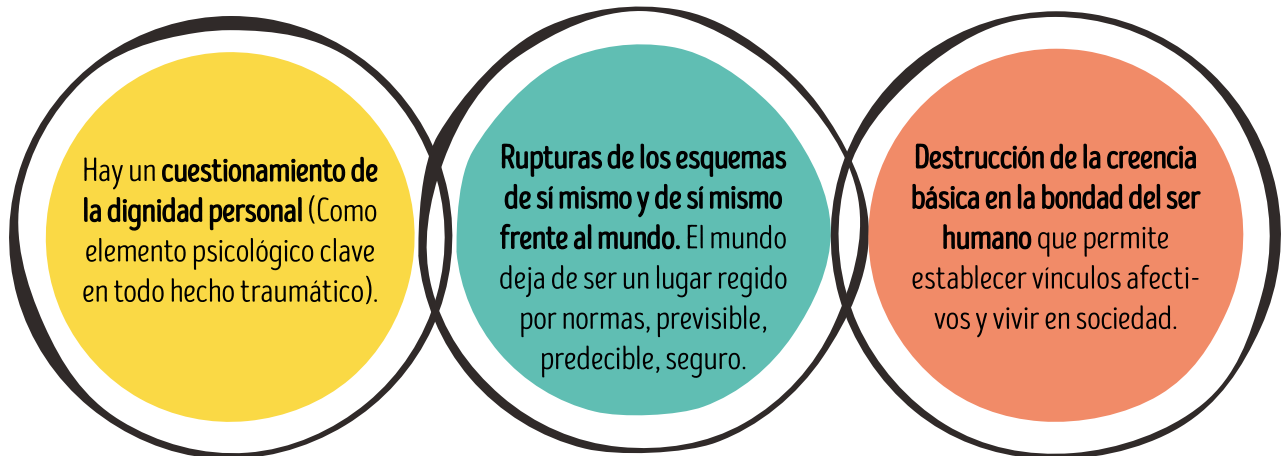 Hay un cuestionamiento de
la dignidad personal (Como
elemento psicológico clave
en todo hecho traumático).
Rupturas de los esquemas
de sí mismo y de sí mismo
frente al mundo. El mundo
deja de ser un lugar regido
por normas, previsible,
predecible, seguro.
Destrucción de la creencia
básica en la bondad del ser
humano que permite
establecer vínculos afecti-
vos y vivir en sociedad.